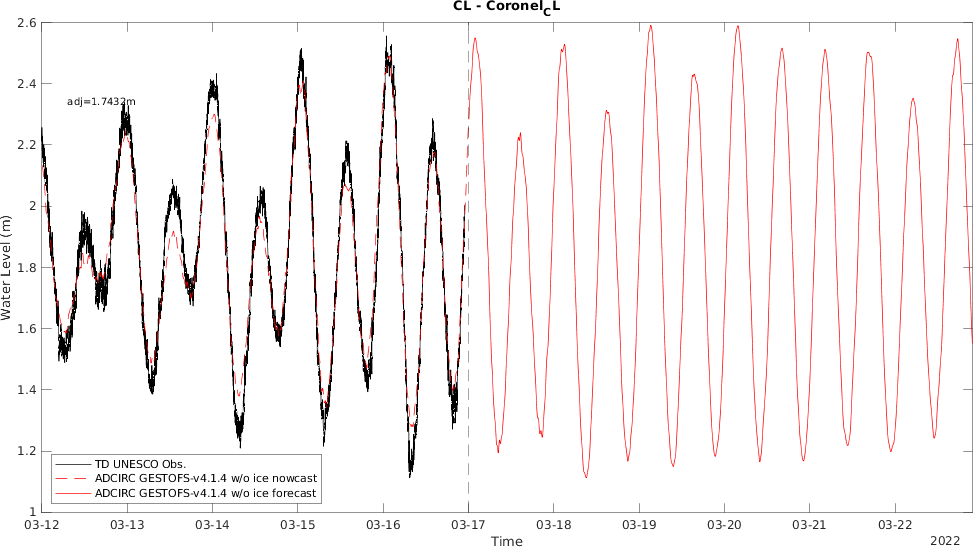 CL - Coronel_CL
2.6
2.4
2.2
2
1.8
1.6
1.4
1.2
1
Water Level (m)
adj=1.7432m
TD UNESCO Obs.
ADCIRC GESTOFS-v4.1.4 w/o ice nowcast
ADCIRC GESTOFS-v4.1.4 w/o ice forecast
03-12 03-13 03-14 03-15 03-16 03-17 03-18 03-19 03-20 03-21 03-22
Time
2022